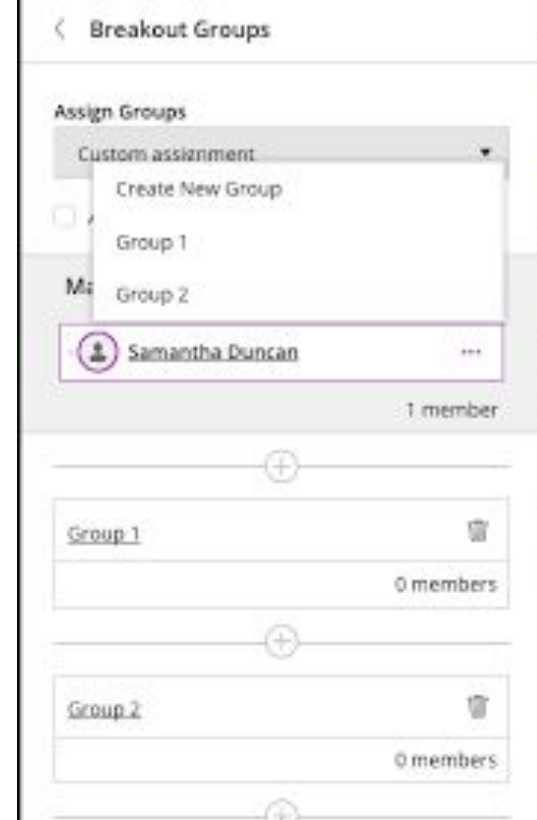 Breakout Groups
Assign Groups
Custom assignment
Create New Group
Group 1
Group 2
Samantha Duncan
1 member
Group 1
0 members
Group 2
0 members